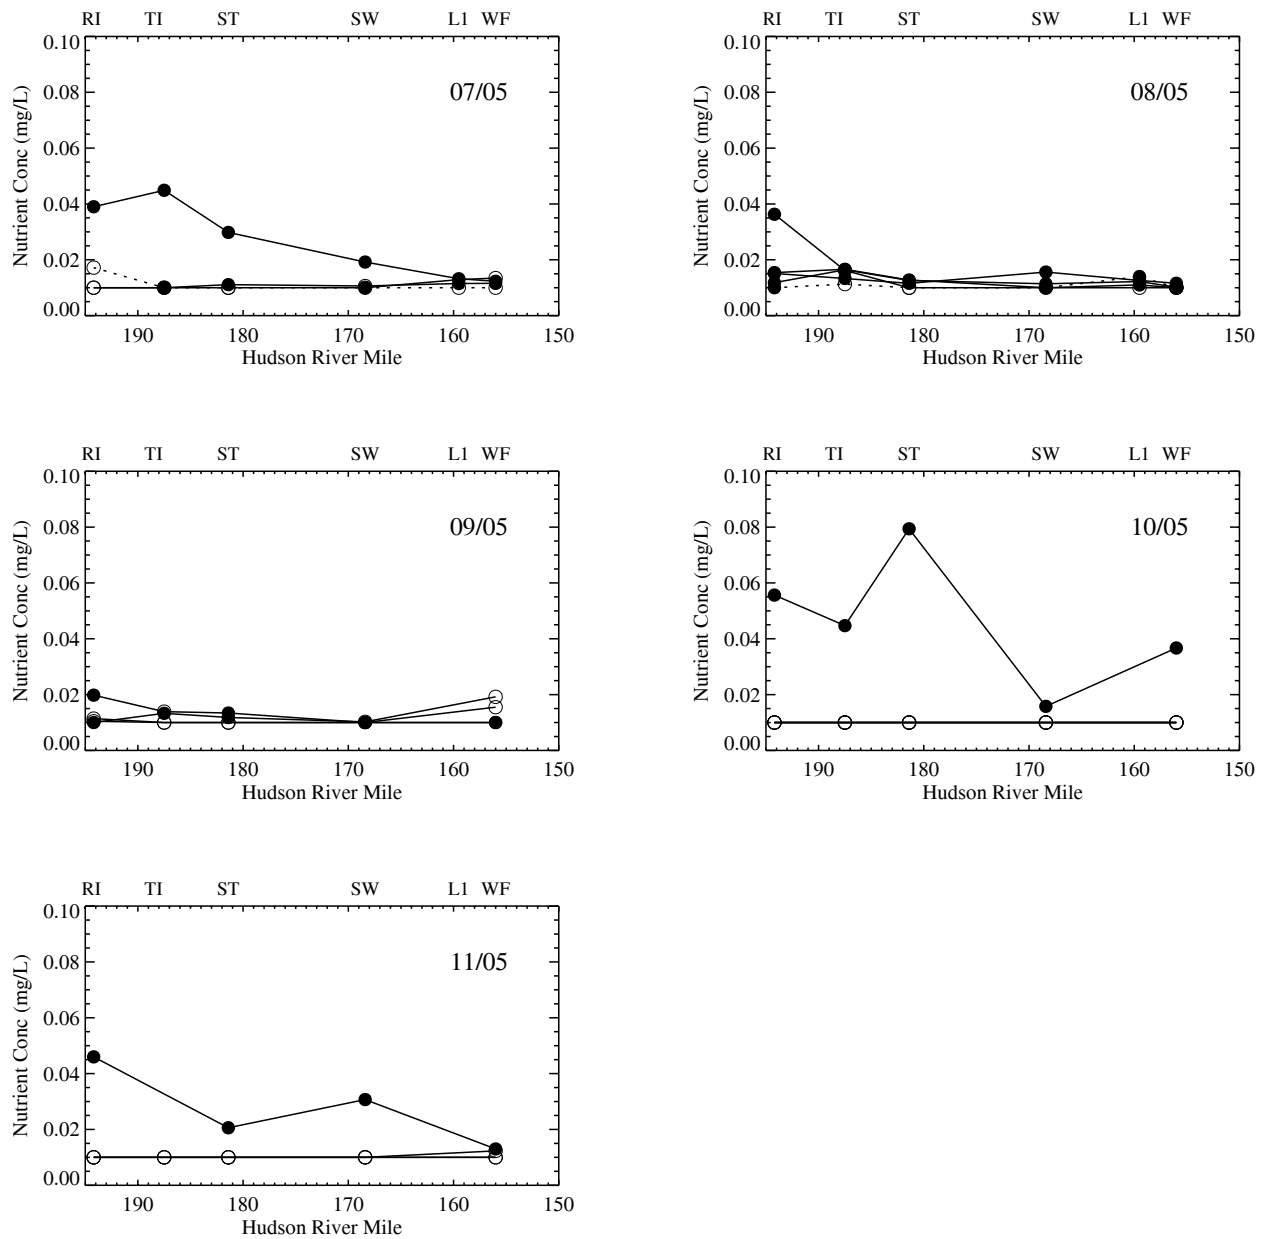 RI TI ST SW L1 WF
0.10
0.08
0.06
0.04
0.02
0.00
Nutrient Conc (mg/L)
07/05
190 180 170 160 150
Hudson River Mile
RI TI ST SW L1 WF
0.10
0.08
0.06
0.04
0.02
0.00
Nutrient Conc (mg/L)
08/05
190 180 170 160 150
Hudson River Mile
RI TI ST SW L1 WF
0.10
0.08
0.06
0.04
0.02
0.00
Nutrient Conc (mg/L)
09/05
190 180 170 160 150
Hudson River Mile
RI TI ST SW L1 WF
0.10
0.08
0.06
0.04
0.02
0.00
Nutrient Conc (mg/L)
10/05
190 180 170 160 150
Hudson River Mile
RI TI ST SW L1 WF
0.10
0.08
0.06
0.04
0.02
0.00
Nutrient Conc (mg/L)
11/05
190 180 170 160 150
Hudson River Mile